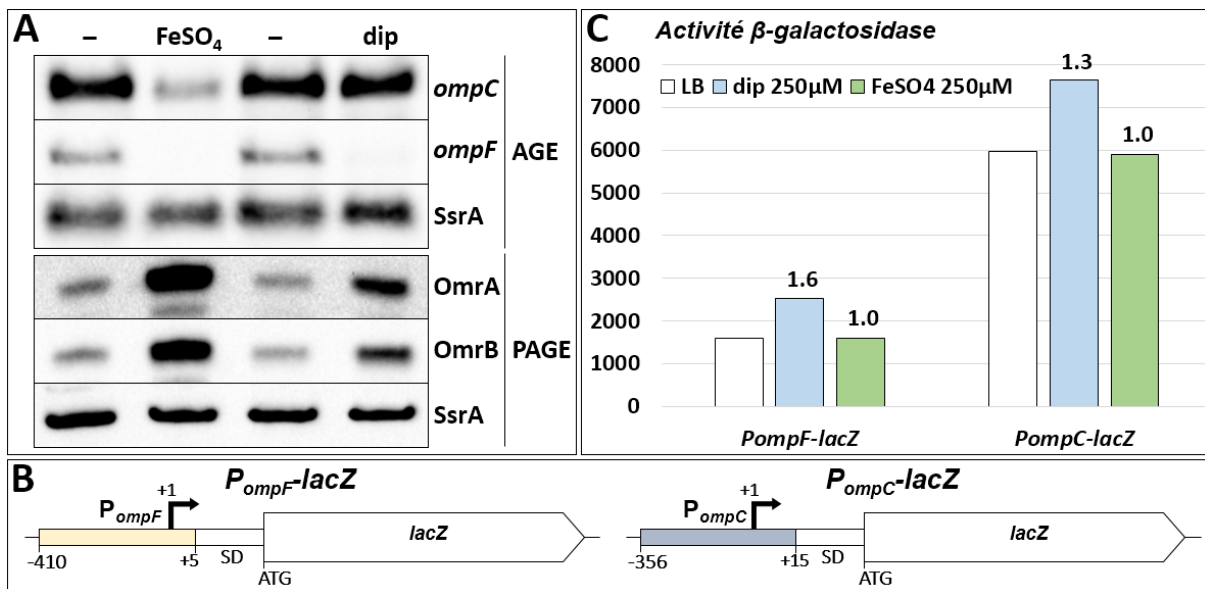 A
– FeSO4 – dip
ompC
ompF
AGE
SsrA
OmrA
OmrB
PAGE
SsrA
C
Activité β-galactosidase
8000
7000
6000
5000
4000
3000
2000
1000
0
LB dip 250µM FeSO4 250µM
1.6
1.0
1.3
1.0
PompF-lacZ PompC-lacZ
B
PompF-lacZ
PompF
+1
lacZ
-410 +5 SD
ATG
PompC-lacZ
PompC
+1
lacZ
-356 +15 SD
ATG